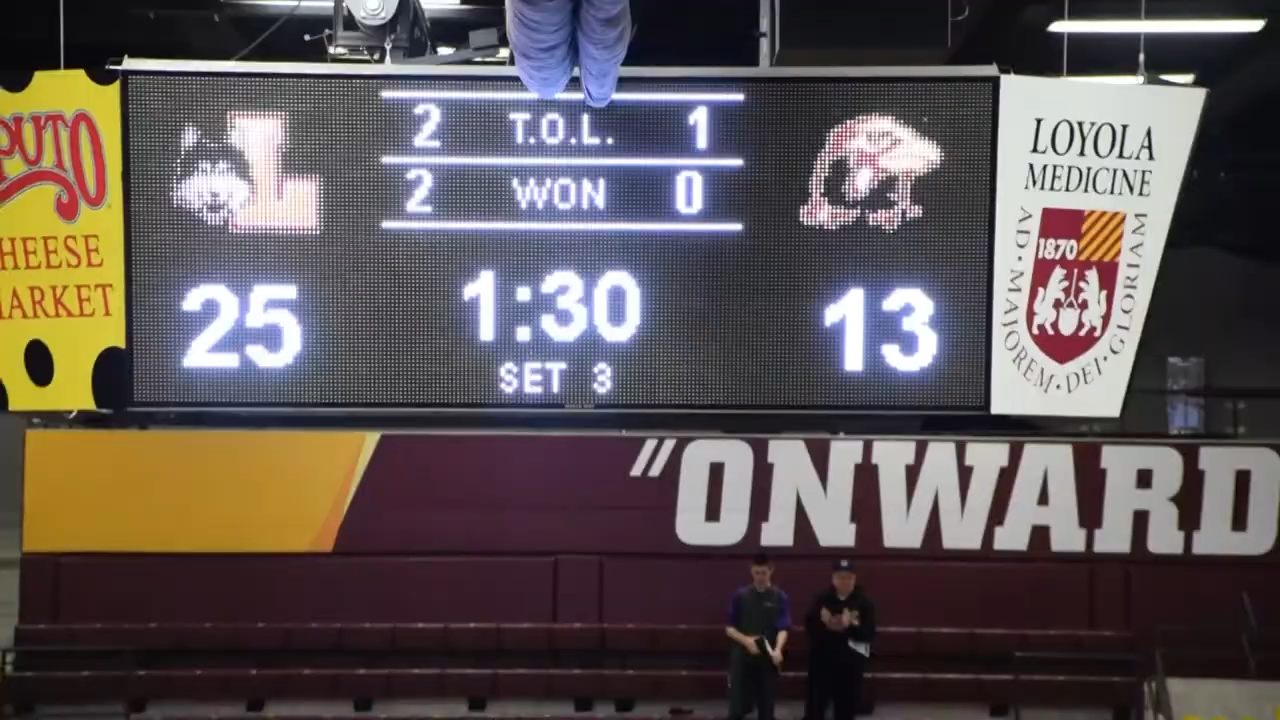 2 T.O.L. 1
2 WON 0
25 1:30 13
SET 3
L
PUTO
HEESE
MARKET
LOYOLA
MEDICINE
AD·MAJOREM·DEI·GLORIAM
1870
"ONWARD